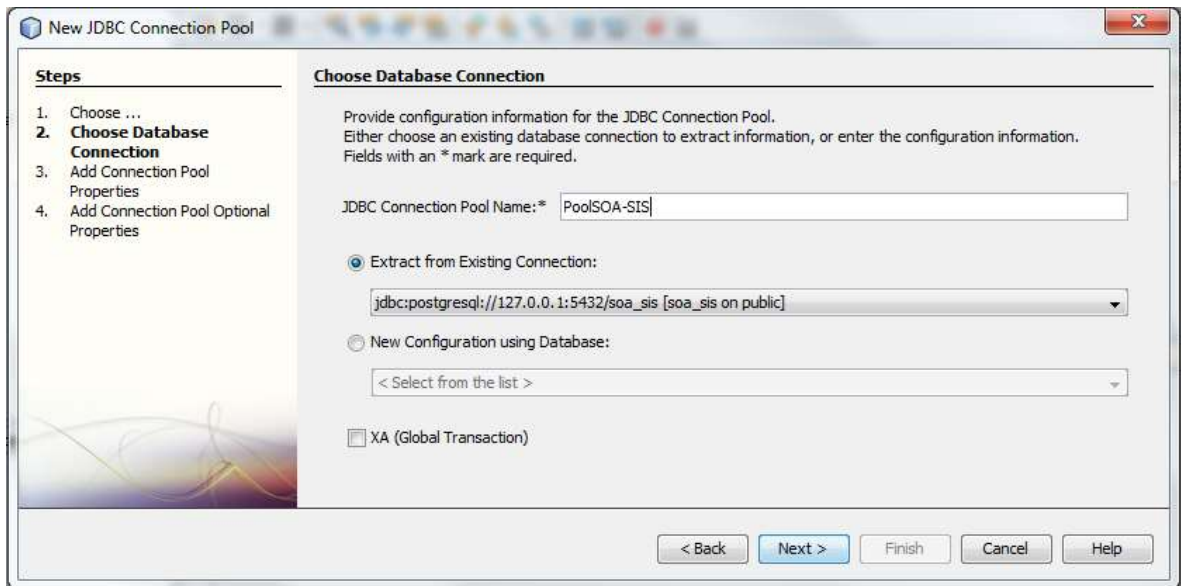 New JDBC Connection Pool
Steps
1. Choose ...
2. Choose Database
Connection
3. Add Connection Pool
Properties
4. Add Connection Pool Optional
Properties
Choose Database Connection
Provide configuration information for the JDBC Connection Pool.
Either choose an existing database connection to extract information, or enter the configuration information.
Fields with an * mark are required.
JDBC Connection Pool Name:* PoolSOA-SIS
Extract from Existing Connection:
jdbc:postgresql://127.0.0.1:5432/soa_sis [soa_sis on public]
New Configuration using Database:
< Select from the list >
XA (Global Transaction)
< Back Next > Finish Cancel Help